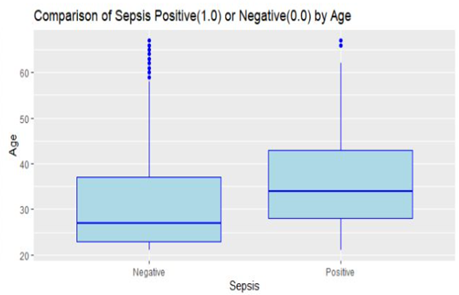 Comparison of Sepsis Positive(1.0) or Negative(0.0) by Age
Age
60
50
40
30
20
Negative
Positive
Sepsis